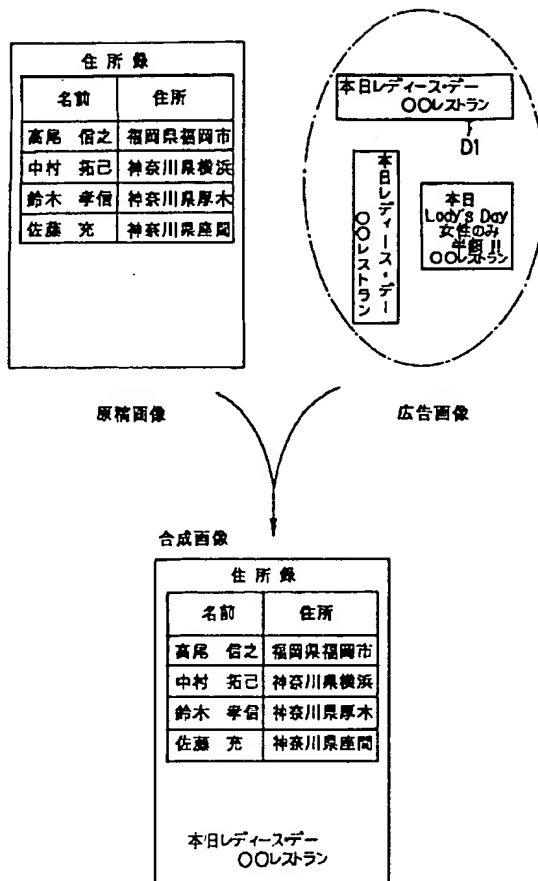 住所録
名前 住所
高尾 信之 福岡県福岡市
中村 拓己 神奈川県横浜
鈴木 孝信 神奈川県厚木
佐藤 充 神奈川県座間
本日レディース・デー
〇〇レストラン
D1
本日レディース・デー
〇〇レストラン
本日
Lady's Day
女性のみ
半額!!
〇〇レストラン
原稿画像
広告画像
合成画像
住所録
名前 住所
高尾 信之 福岡県福岡市
中村 拓己 神奈川県横浜
鈴木 孝信 神奈川県厚木
佐藤 充 神奈川県座間
本日レディース・デー
〇〇レストラン